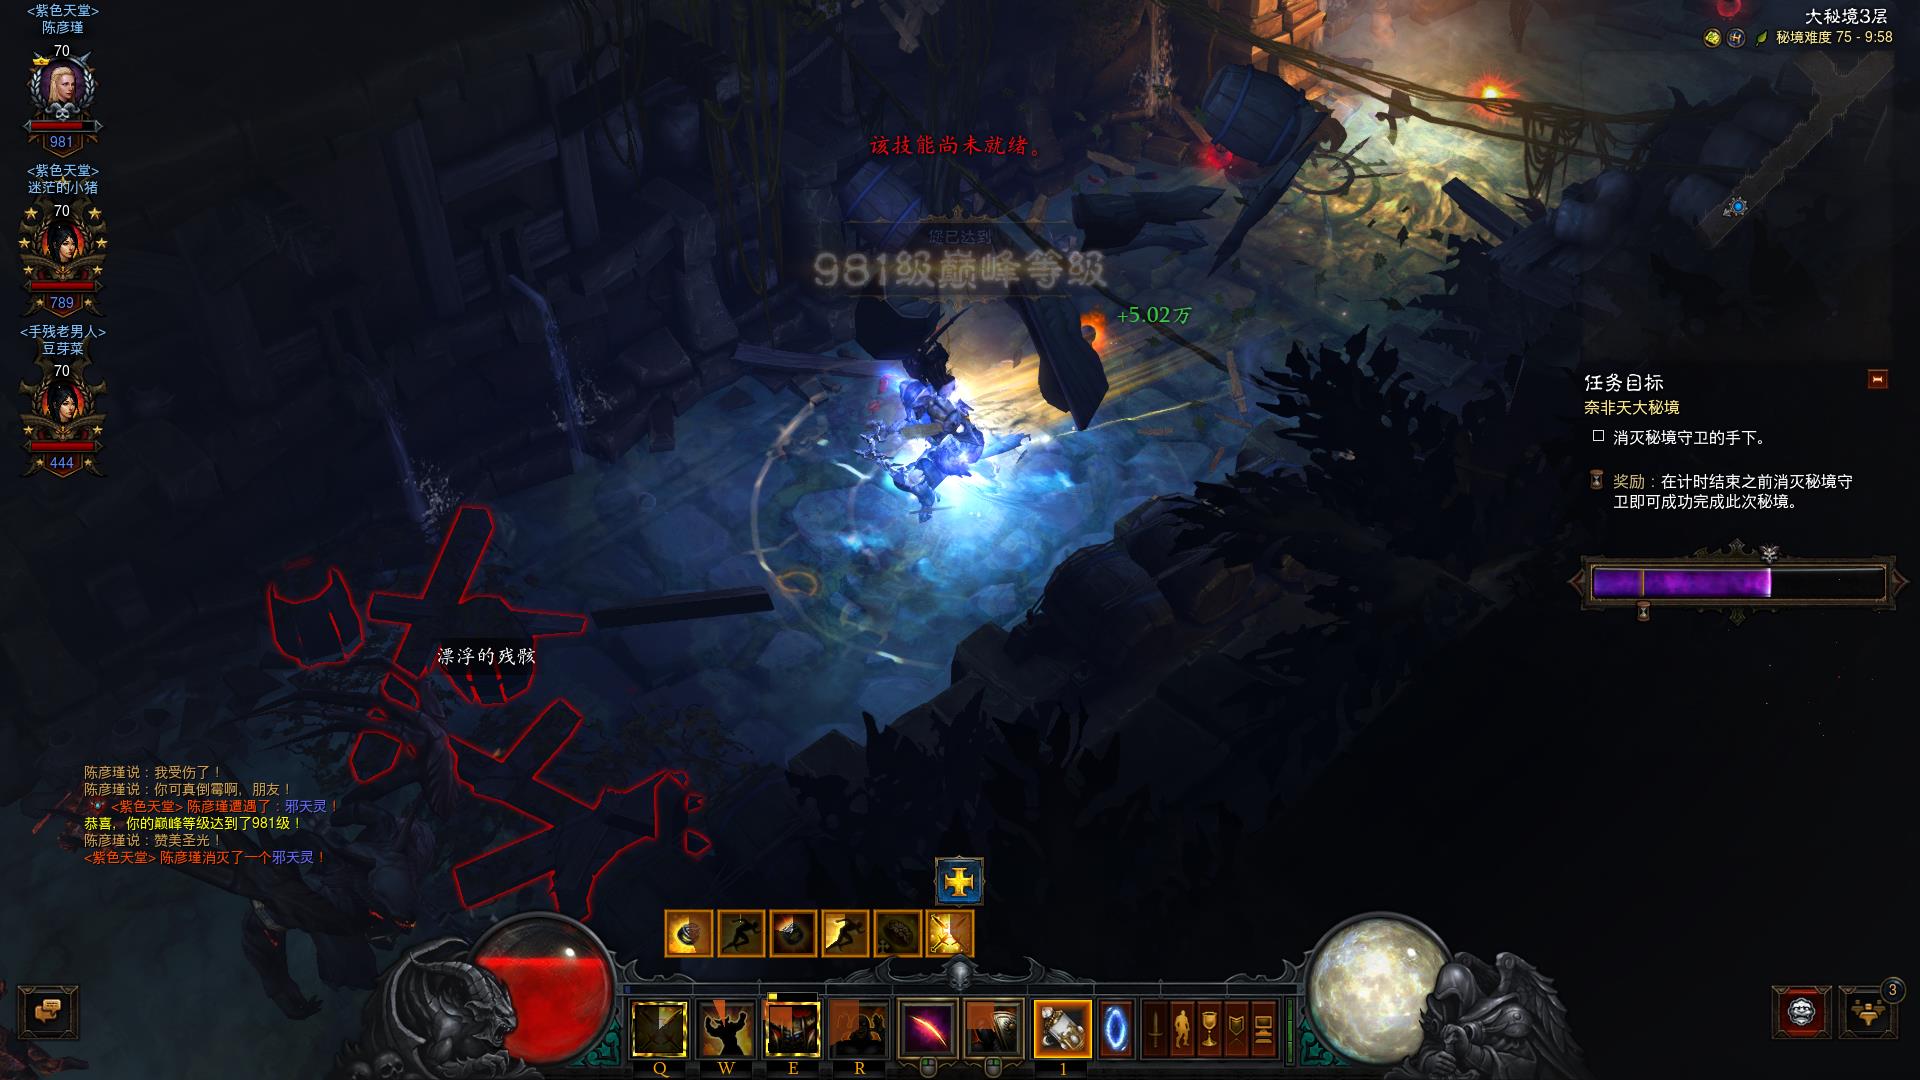 <紫色天堂>
陈彦瑾
70
981
<紫色天堂>
迷茫的小猪
70
789
<手残老男人>
豆芽菜
70
444
大秘境3层
秘境难度 75 - 9:58
该技能尚未就绪。
您已达到
981级巅峰等级
+5.02万
任务目标
奈非天大秘境
消灭秘境守卫的手下。
奖励：在计时结束之前消灭秘境守
卫即可成功完成此次秘境。
漂浮的残骸
陈彦瑾说：我受伤了！
陈彦瑾说：你可真倒霉啊，朋友！
<紫色天堂> 陈彦瑾遭遇了：邪天灵！
恭喜，你的巅峰等级达到了981级！
陈彦瑾说：赞美圣光！
<紫色天堂> 陈彦瑾消灭了一个邪天灵！
Q
W
E
R
1
3